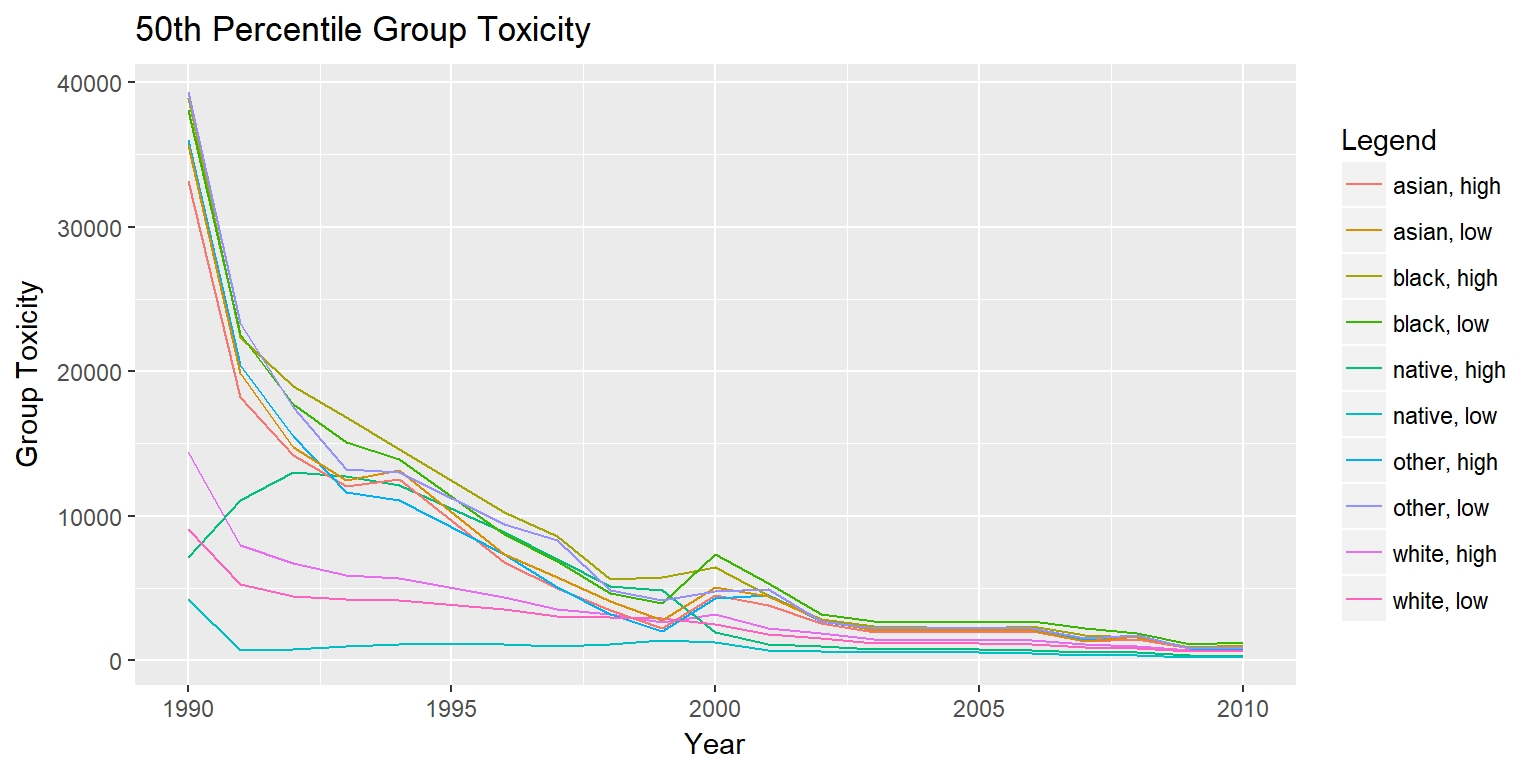 50th Percentile Group Toxicity
40000
30000
20000
10000
0
Group Toxicity
1990
1995
2000
2005
2010
Year
Legend
asian, high
asian, low
black, high
black, low
native, high
native, low
other, high
other, low
white, high
white, low